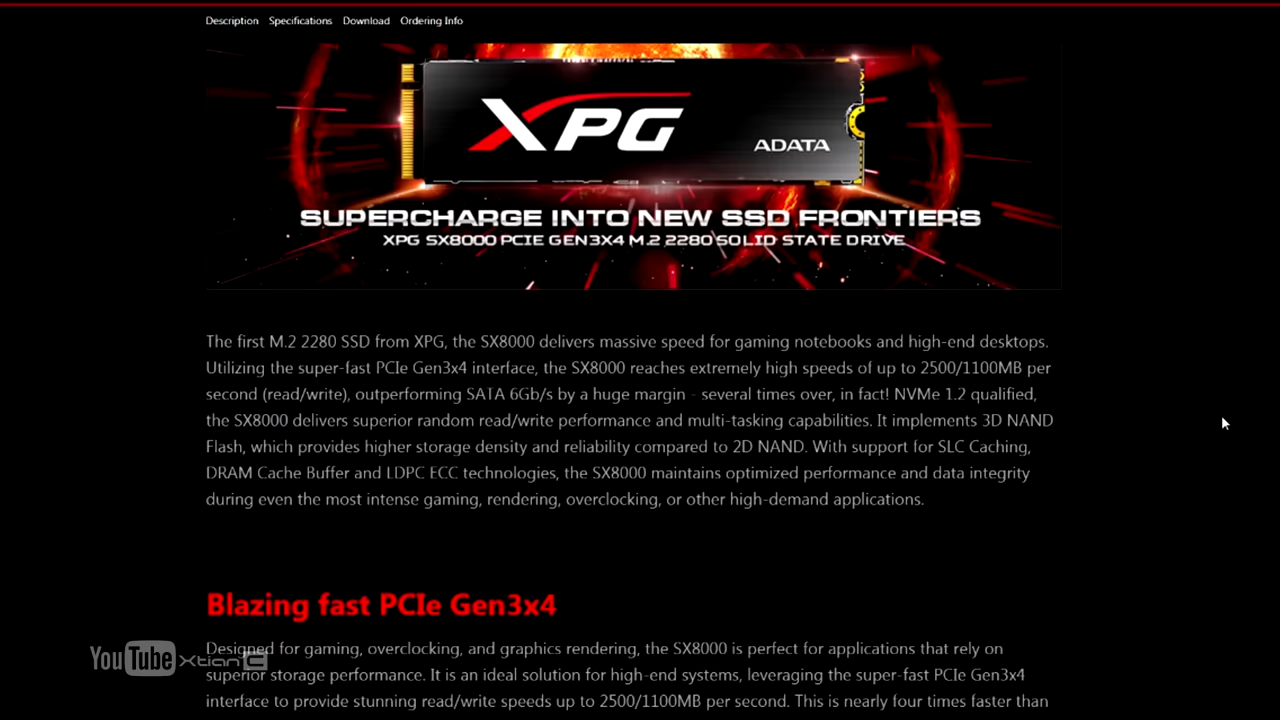 Description Specifications Download Ordering Info
XPG
ADATA
SUPERCHARGE INTO NEW SSD FRONTIERS
XPG SX8000 PCIE GEN3X4 M.2 2280 SOLID STATE DRIVE
The first M.2 2280 SSD from XPG, the SX8000 delivers massive speed for gaming notebooks and high-end desktops.
Utilizing the super-fast PCIe Gen3x4 interface, the SX8000 reaches extremely high speeds of up to 2500/1100MB per
second (read/write), outperforming SATA 6Gb/s by a huge margin - several times over, in fact! NVMe 1.2 qualified,
the SX8000 delivers superior random read/write performance and multi-tasking capabilities. It implements 3D NAND
Flash, which provides higher storage density and reliability compared to 2D NAND. With support for SLC Caching,
DRAM Cache Buffer and LDPC ECC technologies, the SX8000 maintains optimized performance and data integrity
during even the most intense gaming, rendering, overclocking, or other high-demand applications.
Blazing fast PCIe Gen3x4
Designed for gaming, overclocking, and graphics rendering, the SX8000 is perfect for applications that rely on
YouTube XtianC
superior storage performance. It is an ideal solution for high-end systems, leveraging the super-fast PCIe Gen3x4
interface to provide stunning read/write speeds up to 2500/1100MB per second. This is nearly four times faster than